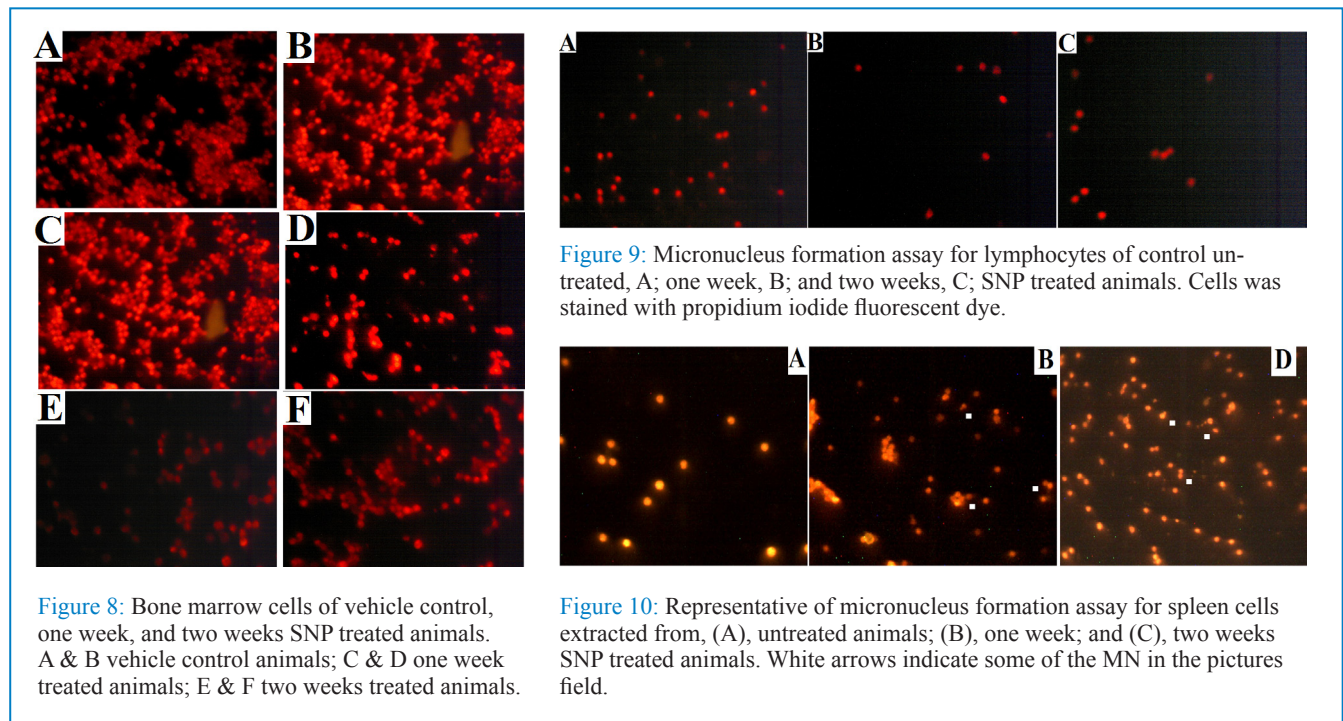 A
B
C
D
E
F
Figure 8: Bone marrow cells of vehicle control,
one week, and two weeks SNP treated animals.
A & B vehicle control animals; C & D one week
treated animals; E & F two weeks treated animals.
A
B
C
Figure 9: Micronucleus formation assay for lymphocytes of control un-
treated, A; one week, B; and two weeks, C; SNP treated animals. Cells was
stained with propidium iodide fluorescent dye.
A
B
D
Figure 10: Representative of micronucleus formation assay for spleen cells
extracted from, (A), untreated animals; (B), one week; and (C), two weeks
SNP treated animals. White arrows indicate some of the MN in the pictures
field.